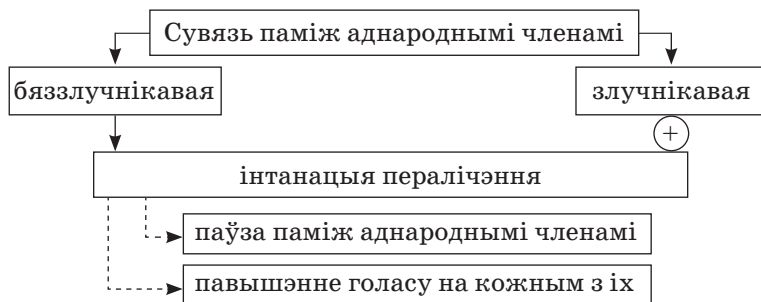 Сувязь паміж аднароднымі членамі
бяззлучнікавая
злучнікавая
+
інтанацыя пералічэння
паўза паміж аднароднымі членамі
павышэнне голасу на кожным з іх